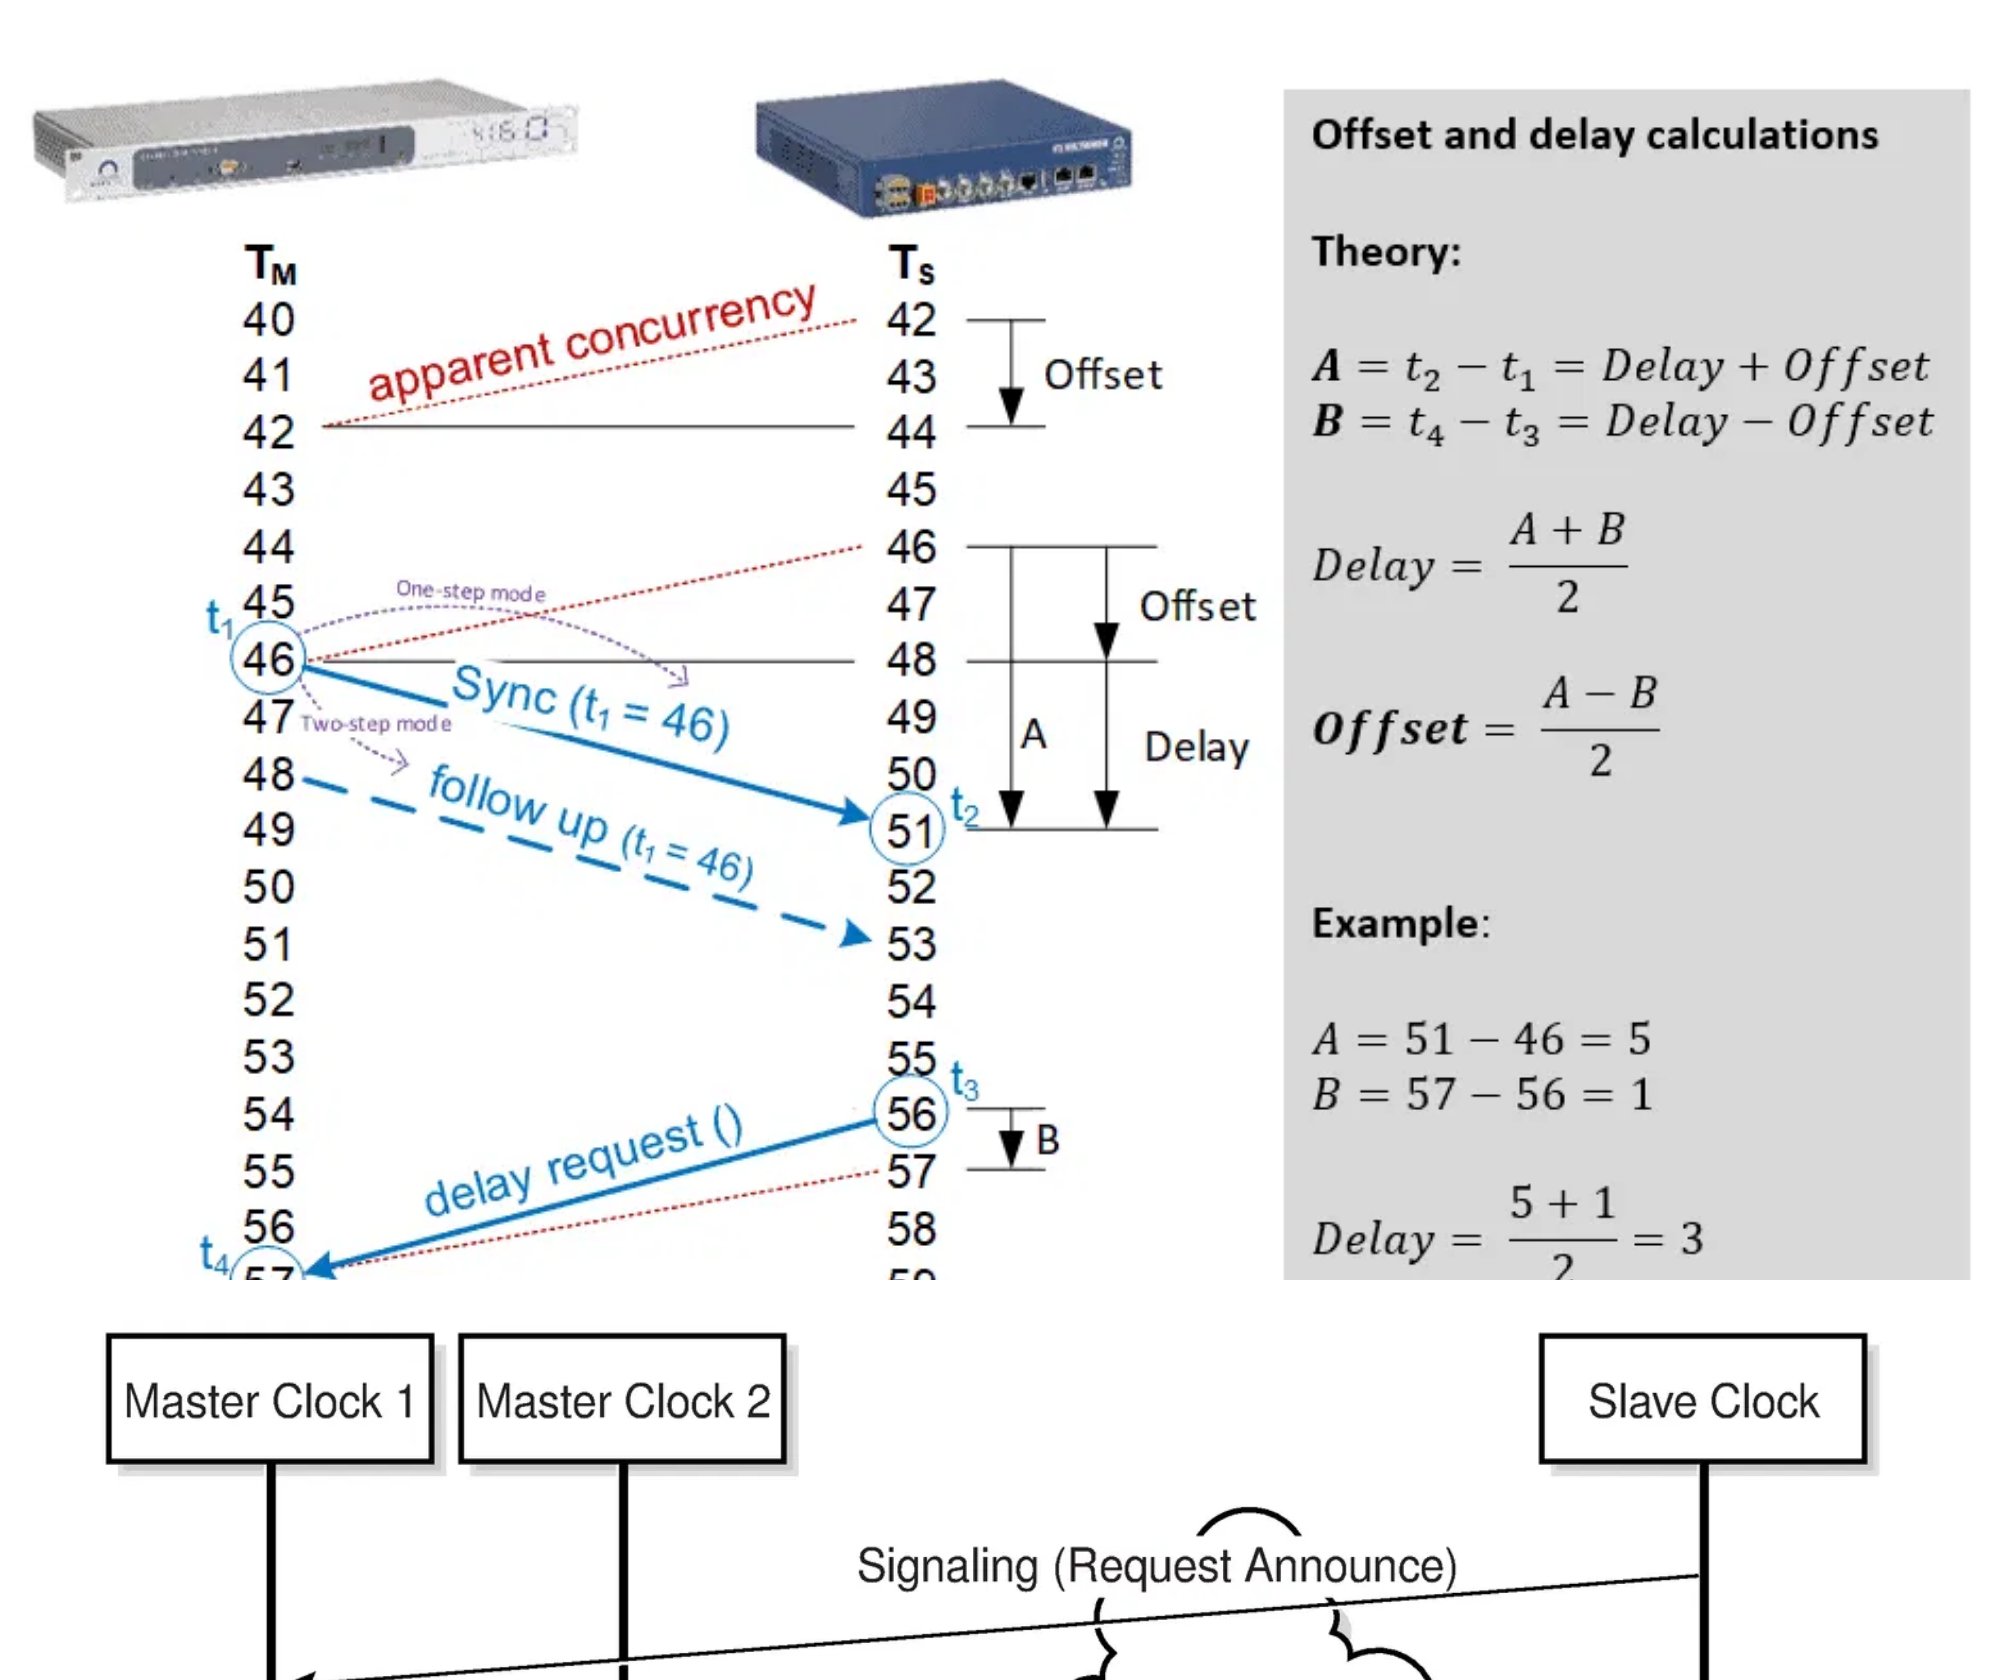 Offset and delay calculations
Theory:
A = t₂ − t₁ = Delay + Offset
B = t₄ − t₃ = Delay − Offset
Delay = (A + B) / 2
Offset = (A − B) / 2
Example:
A = 51 − 46 = 5
B = 57 − 56 = 1
Delay = (5 + 1) / 2 = 3
T_M
40
41
42
43
44
45
t₁
46
47
48
49
50
51
52
53
54
55
56
t₄
57
apparent concurrency
One-step mode
Sync (t₁ = 46)
Two-step mode
follow up (t₁ = 46)
delay request ()
T_S
42
43
44
45
46
47
48
49
50
51
t₂
52
53
54
55
t₃
56
57
58
59
Offset
Offset
A
Delay
B
Master Clock 1
Master Clock 2
Slave Clock
Signaling (Request Announce)